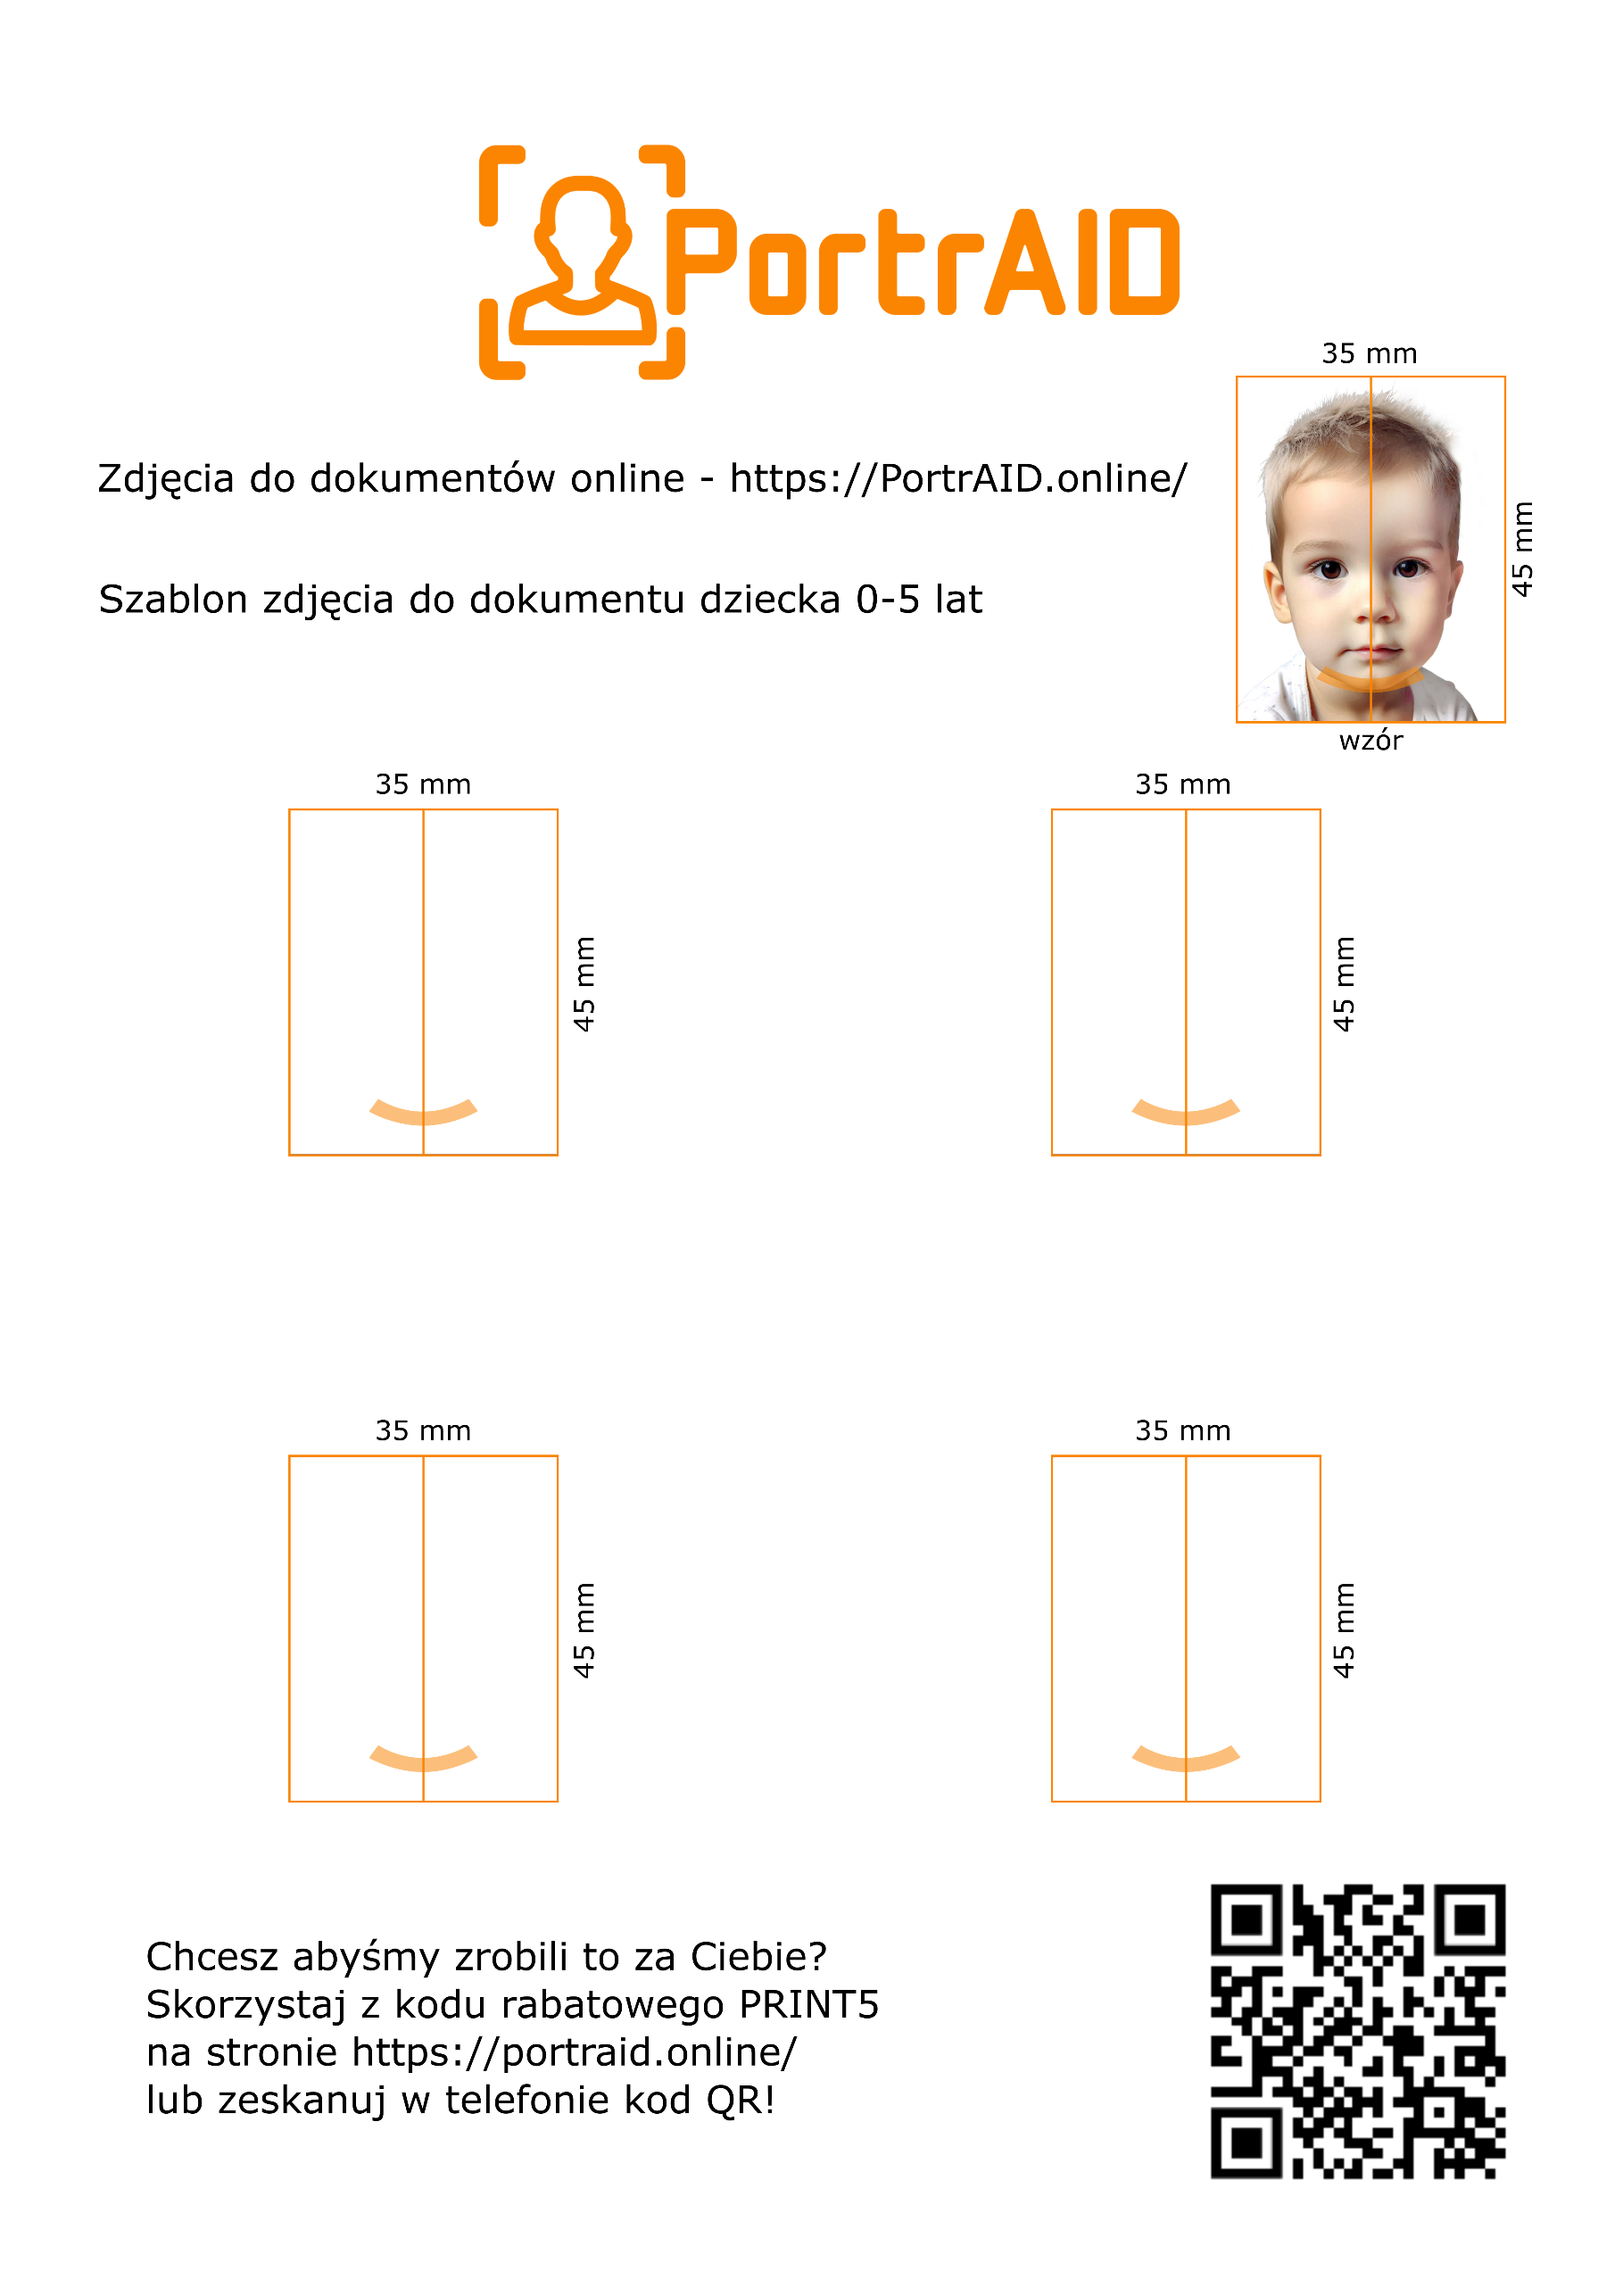 PortrAID
35 mm
Zdjęcia do dokumentów online - https://PortrAID.online/
45 mm
Szablon zdjęcia do dokumentu dziecka 0-5 lat
wzór
35 mm
35 mm
45 mm
45 mm
35 mm
35 mm
45 mm
45 mm
Chcesz abyśmy zrobili to za Ciebie?
Skorzystaj z kodu rabatowego PRINT5
na stronie https://portraid.online/
lub zeskanuj w telefonie kod QR!